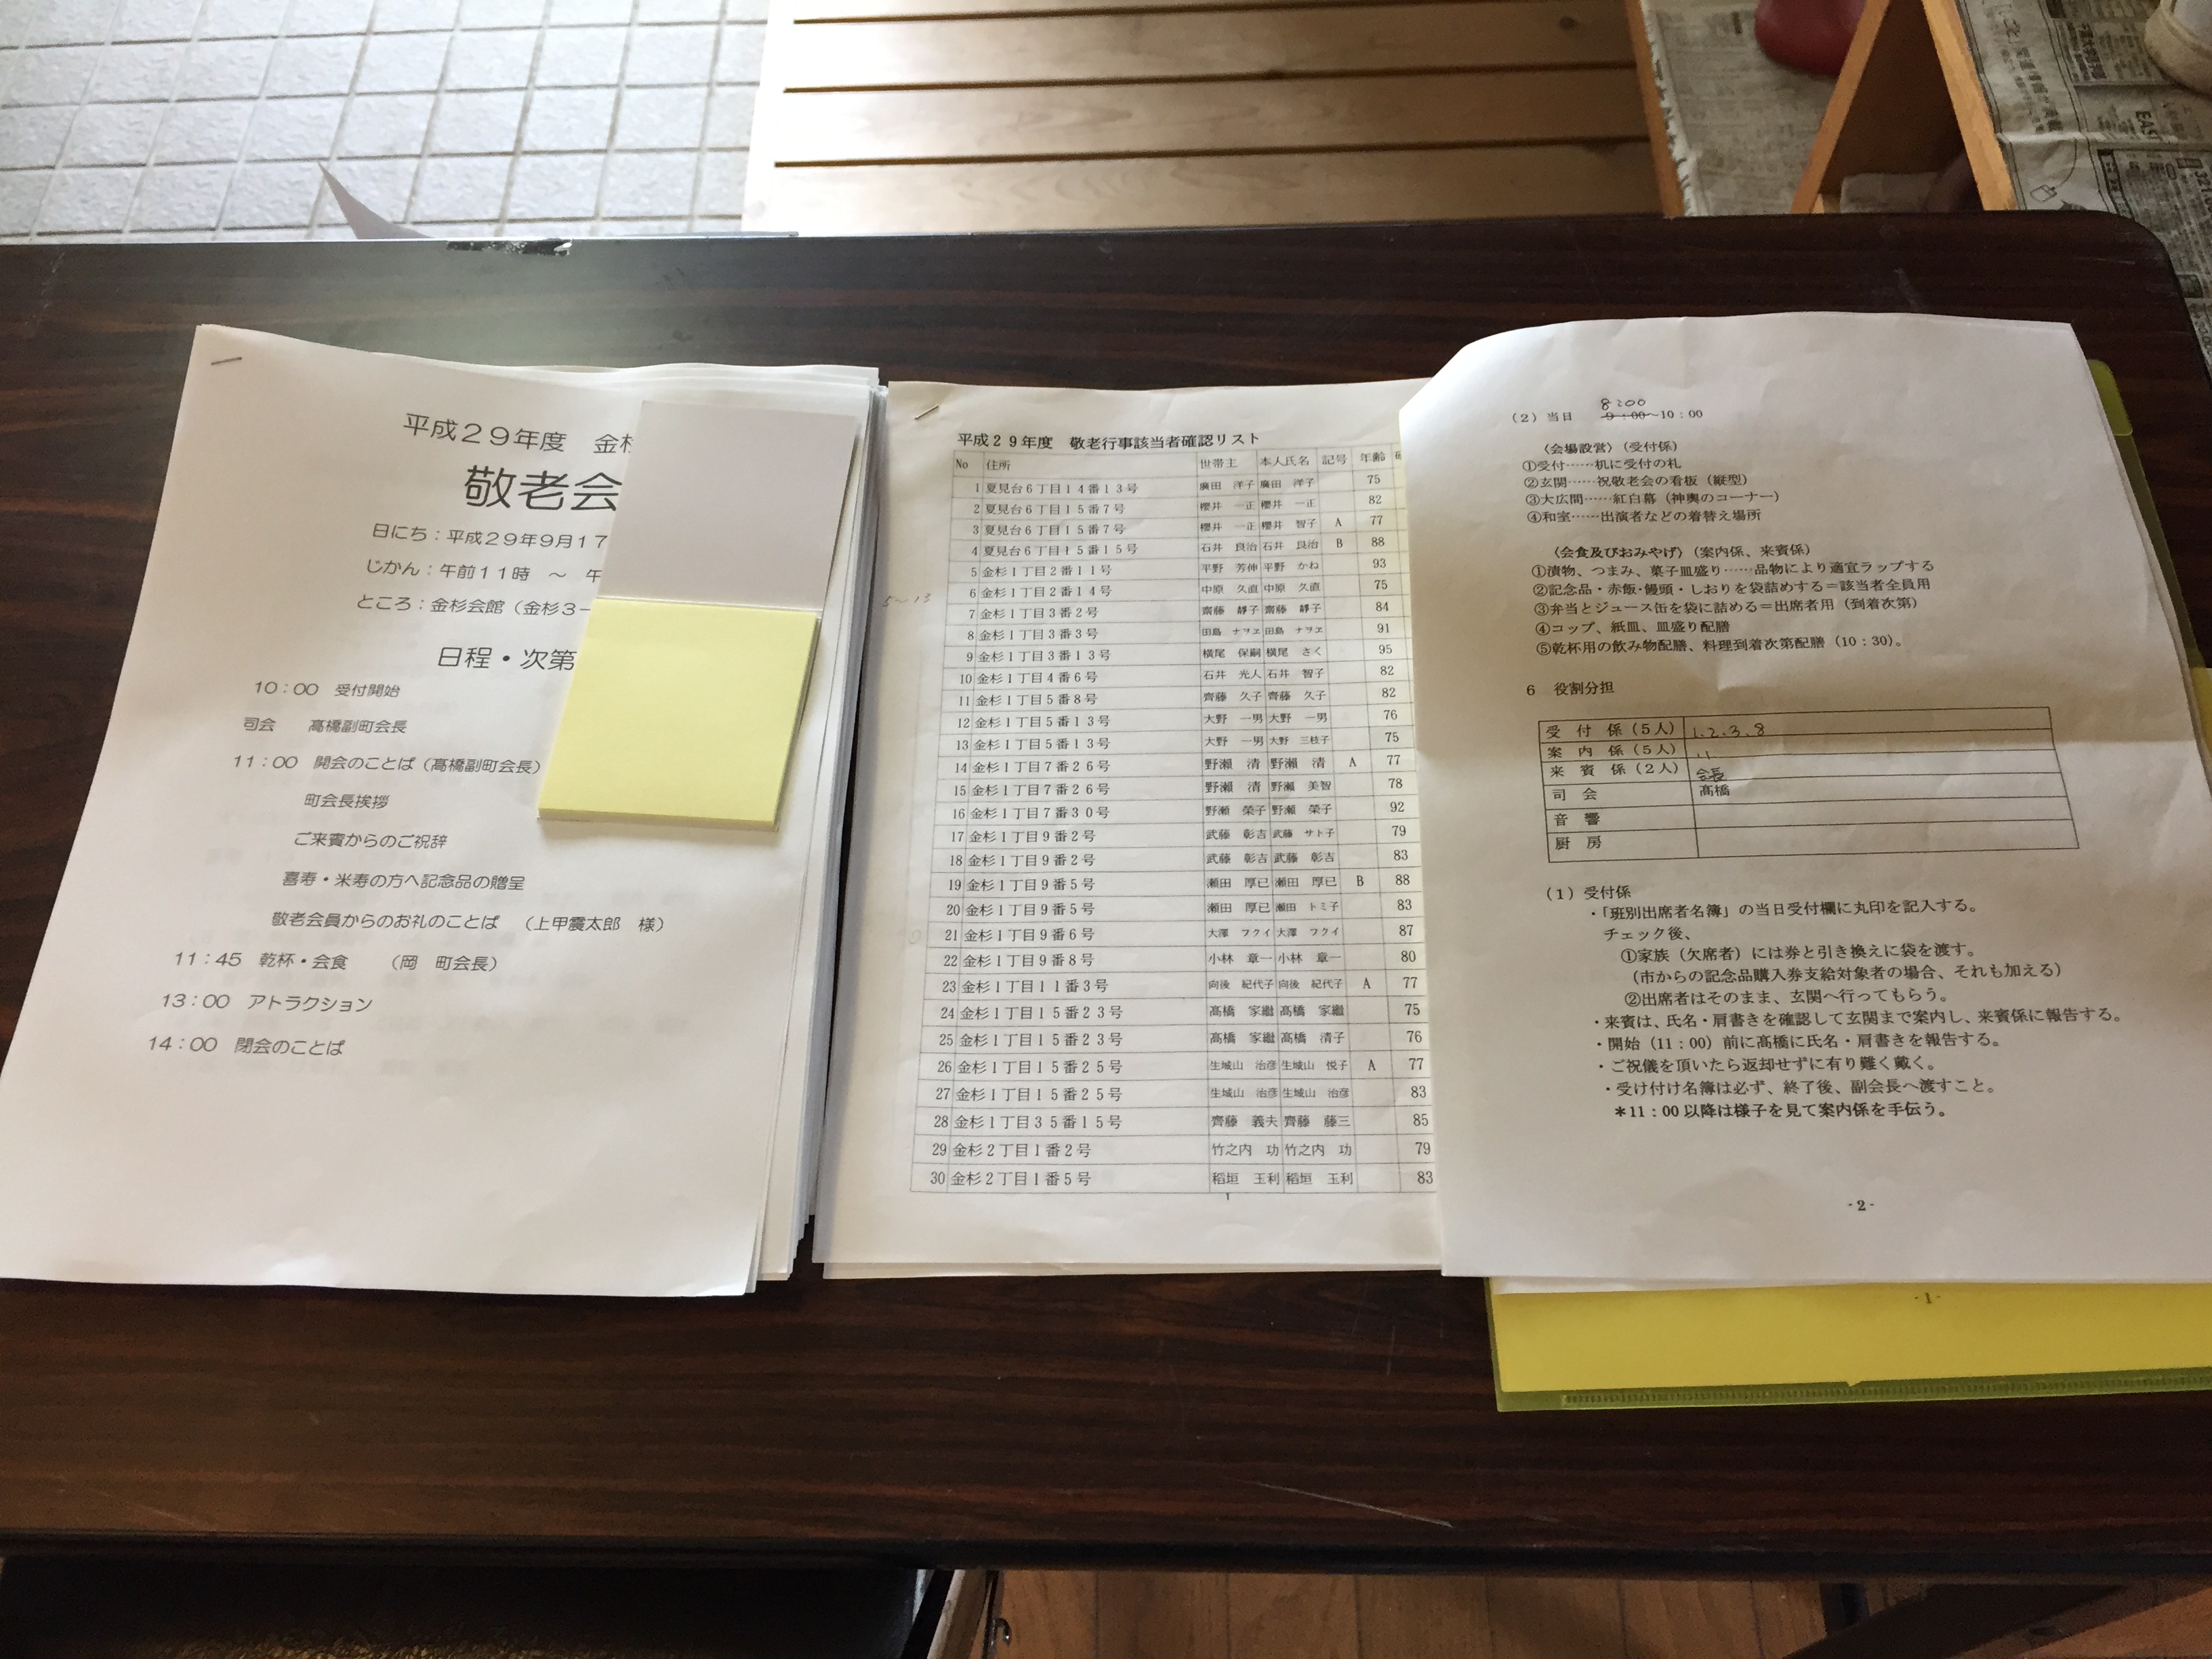 平成29年度　金杉
敬老会
日にち：平成29年9月17
じかん：午前11時　～　午
ところ：金杉会館（金杉3－
日程・次第
10：00　受付開始
司会　　髙橋副町会長
11：00　開会のことば（髙橋副町会長）
町会長挨拶
ご来賓からのご祝辞
喜寿・米寿の方へ記念品の贈呈
敬老会員からのお礼のことば　（上甲震太郎　様）
11：45　乾杯・会食　　（岡　町会長）
13：00　アトラクション
14：00　閉会のことば
平成29年度　敬老行事該当者確認リスト
No　住所　世帯主　本人氏名　記号　年齢
1 夏見台6丁目14番13号　廣田　洋子　廣田　洋子　75
2 夏見台6丁目15番7号　櫻井　一正　櫻井　一正　82
3 夏見台6丁目15番7号　櫻井　一正　櫻井　智子　A　77
4 夏見台6丁目15番15号　石井　良治　石井　良治　B　88
5 金杉1丁目2番11号　平野　芳伸　平野　かね　93
6 金杉1丁目2番14号　中原　久直　中原　久直　75
7 金杉1丁目3番2号　齋藤　靜子　齋藤　靜子　84
8 金杉1丁目3番3号　田島　ナヲヱ　田島　ナヲヱ　91
9 金杉1丁目3番13号　横尾　保嗣　横尾　さく　95
10 金杉1丁目4番6号　石井　光人　石井　智子　82
11 金杉1丁目5番8号　齊藤　久子　齊藤　久子　82
12 金杉1丁目5番13号　大野　一男　大野　一男　76
13 金杉1丁目5番13号　大野　一男　大野　三枝子　75
14 金杉1丁目7番26号　野瀬　清　野瀬　清　A　77
15 金杉1丁目7番26号　野瀬　清　野瀬　美智　78
16 金杉1丁目7番30号　野瀬　榮子　野瀬　榮子　92
17 金杉1丁目9番2号　武藤　彰吉　武藤　サト子　79
18 金杉1丁目9番2号　武藤　彰吉　武藤　彰吉　83
19 金杉1丁目9番5号　瀬田　厚已　瀬田　厚已　B　88
20 金杉1丁目9番5号　瀬田　厚已　瀬田　トミ子　83
21 金杉1丁目9番6号　大澤　フクイ　大澤　フクイ　87
22 金杉1丁目9番8号　小林　章一　小林　章一　80
23 金杉1丁目11番3号　向後　紀代子　向後　紀代子　A　77
24 金杉1丁目15番23号　髙橋　家繼　髙橋　家繼　75
25 金杉1丁目15番23号　髙橋　家繼　髙橋　清子　76
26 金杉1丁目15番25号　生城山　治彦　生城山　悦子　A　77
27 金杉1丁目15番25号　生城山　治彦　生城山　治彦　83
28 金杉1丁目35番15号　齊藤　義夫　齊藤　藤三　85
29 金杉2丁目1番2号　竹之内　功　竹之内　功　79
30 金杉2丁目1番5号　稲垣　玉利　稲垣　玉利　83
1
8:00
（2）当日　9：00～10：00
〈会場設営〉（受付係）
①受付……机に受付の札
②玄関……祝敬老会の看板（縦型）
③大広間……紅白幕（神輿のコーナー）
④和室……出演者などの着替え場所
〈会食及びおみやげ〉（案内係、来賓係）
①漬物、つまみ、菓子皿盛り……品物により適宜ラップする
②記念品・赤飯・饅頭・しおりを袋詰めする＝該当者全員用
③弁当とジュース缶を袋に詰める＝出席者用（到着次第）
④コップ、紙皿、皿盛り配膳
⑤乾杯用の飲み物配膳、料理到着次第配膳（10：30）。
6　役割分担
受　付　係（5人）　1.2.3.8
案　内　係（5人）
来　賓　係（2人）　会長
司　会　髙橋
音　響
厨　房
（1）受付係
・「班別出席者名簿」の当日受付欄に丸印を記入する。
チェック後、
①家族（欠席者）には券と引き換えに袋を渡す。
（市からの記念品購入券支給対象者の場合、それも加える）
②出席者はそのまま、玄関へ行ってもらう。
・来賓は、氏名・肩書きを確認して玄関まで案内し、来賓係に報告する。
・開始（11：00）前に髙橋に氏名・肩書きを報告する。
・ご祝儀を頂いたら返却せずに有り難く戴く。
・受け付け名簿は必ず、終了後、副会長へ渡すこと。
＊11：00以降は様子を見て案内係を手伝う。
-2-
-1-